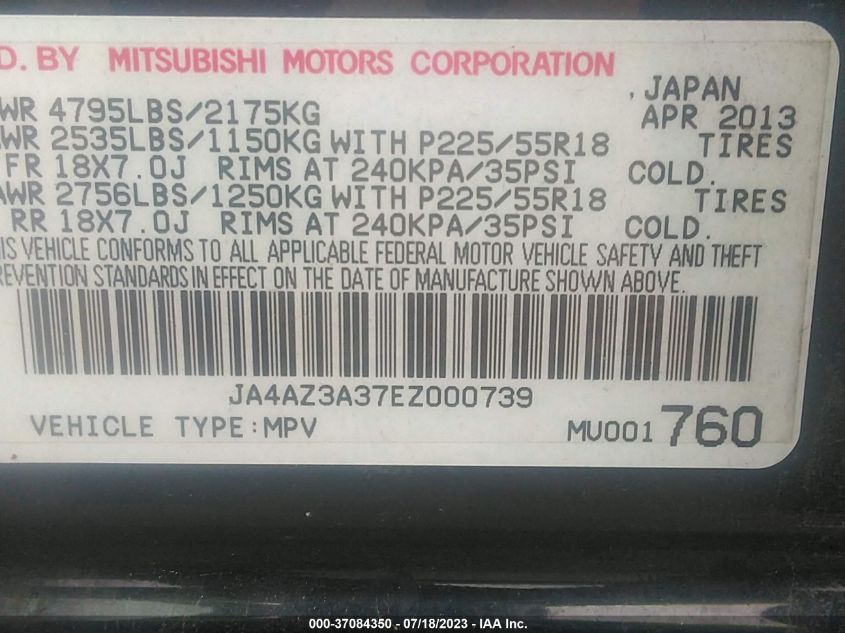 D. BY MITSUBISHI MOTORS CORPORATION
, JAPAN
WR 4795LBS/2175KG APR 2013
WR 2535LBS/1150KG WITH P225/55R18 TIRES
FR 18X7.0J RIMS AT 240KPA/35PSI COLD.
AWR 2756LBS/1250KG WITH P225/55R18 TIRES
RR 18X7.0J RIMS AT 240KPA/35PSI COLD.
IS VEHICLE CONFORMS TO ALL APPLICABLE FEDERAL MOTOR VEHICLE SAFETY AND THEFT
REVENTION STANDARDS IN EFFECT ON THE DATE OF MANUFACTURE SHOWN ABOVE.
JA4AZ3A37EZ000739
VEHICLE TYPE:MPV MU001 760
000-37084350 - 07/18/2023 - © IAA Inc.